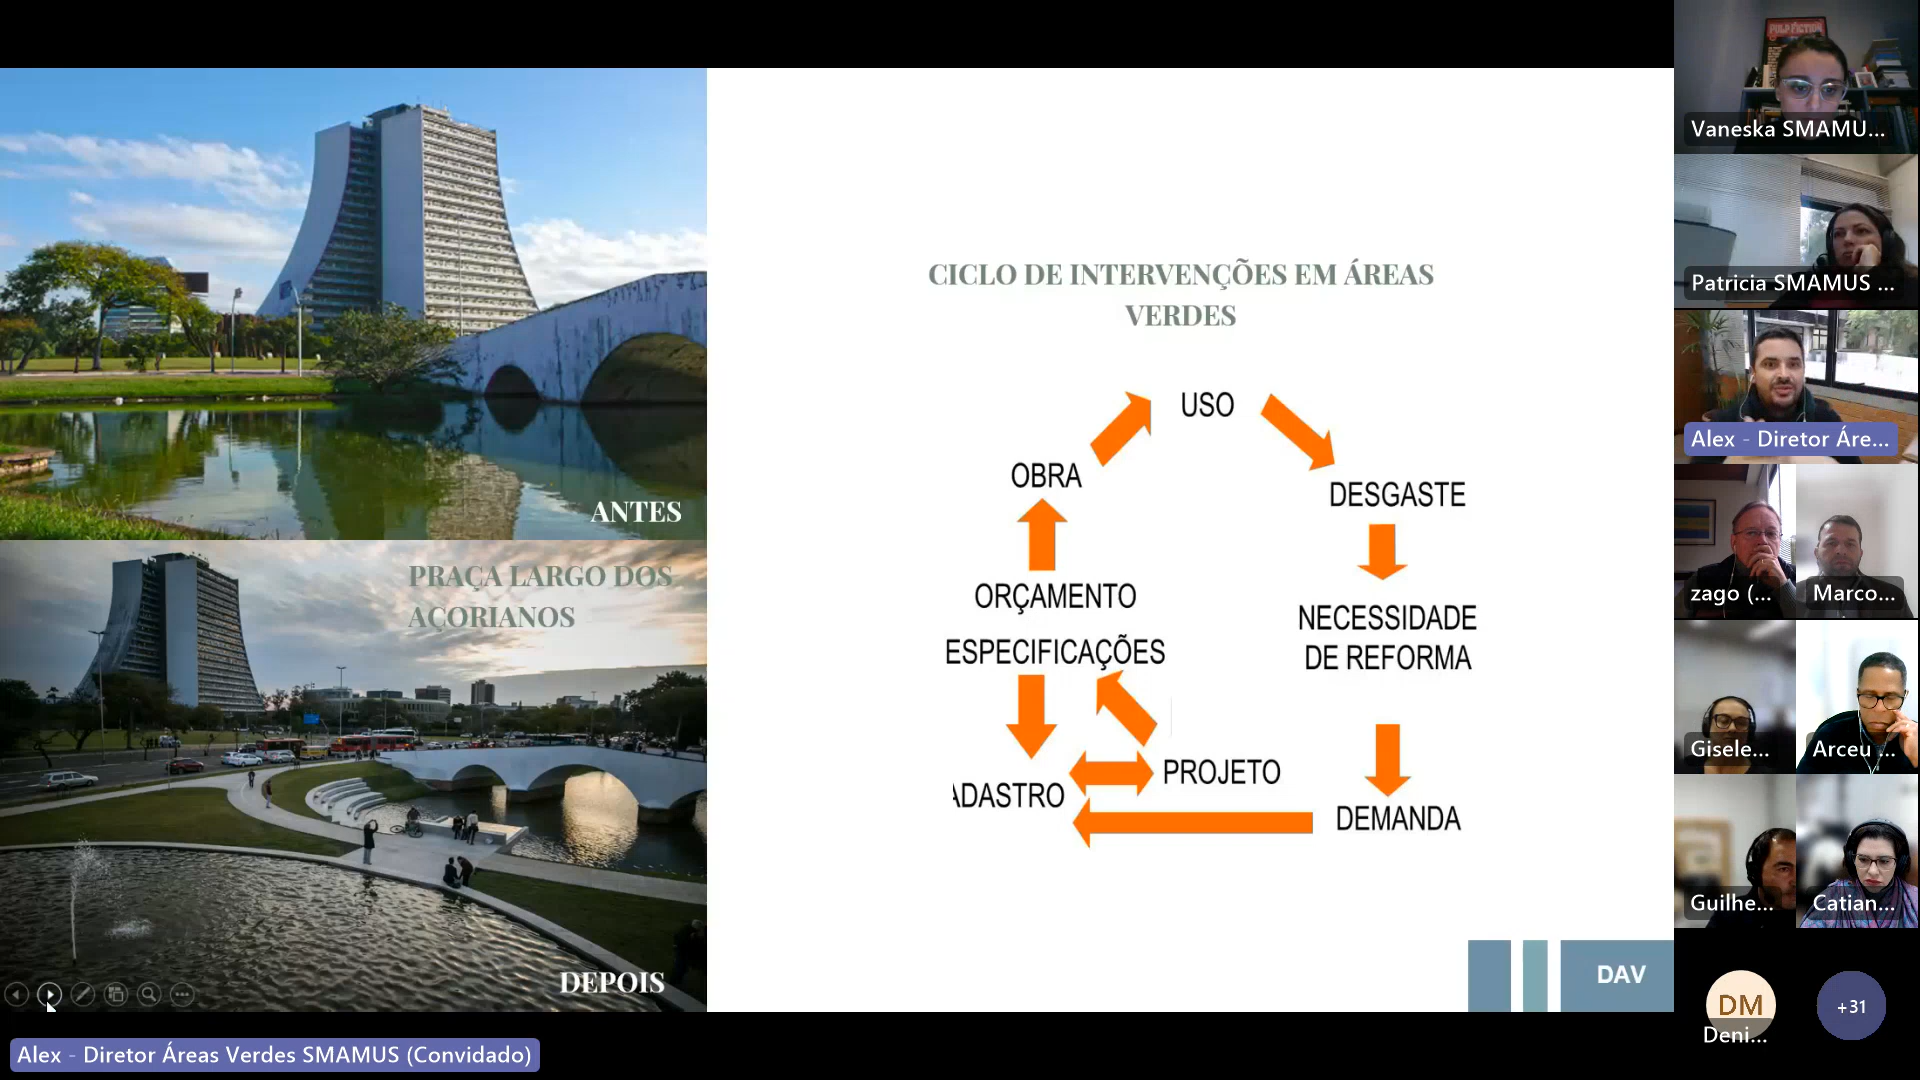 ANTES
PRAÇA LARGO DOS
AÇORIANOS
DEPOIS
CICLO DE INTERVENÇÕES EM ÁREAS
VERDES
USO
OBRA
DESGASTE
ORÇAMENTO
ESPECIFICAÇÕES
NECESSIDADE
DE REFORMA
PROJETO
ADASTRO
DEMANDA
DAV
Alex - Diretor Áreas Verdes SMAMUS (Convidado)
PULP FICTION
Vaneska SMAMU...
Patricia SMAMUS ...
Alex - Diretor Áre...
zago (...
Marco...
Gisele...
Arceu ...
Guilhe...
Catian...
DM
Deni...
+31